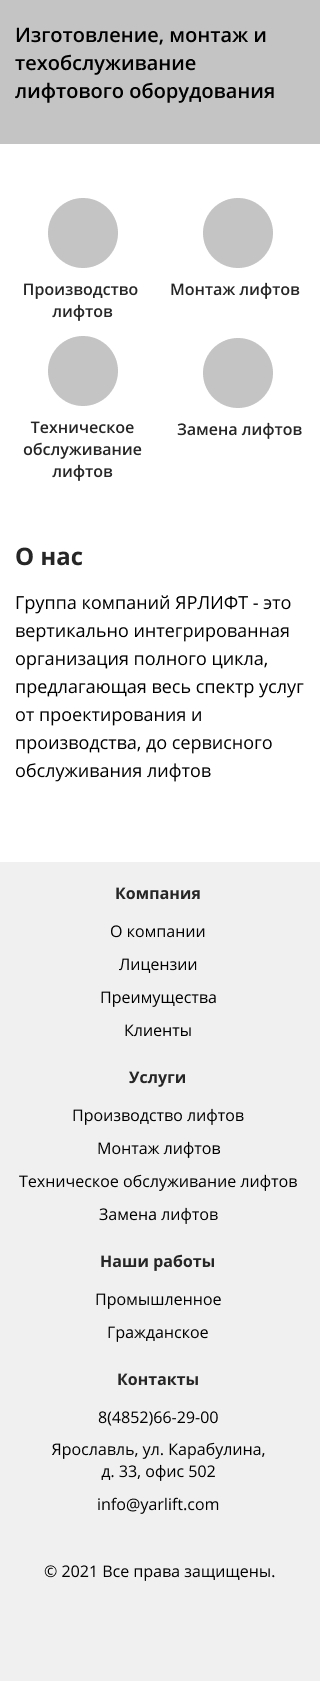 Изготовление, монтаж и
техобслуживание
лифтового оборудования
Производство
лифтов
Монтаж лифтов
Техническое
обслуживание
лифтов
Замена лифтов
О нас
Группа компаний ЯРЛИФТ - это
вертикально интегрированная
организация полного цикла,
предлагающая весь спектр услуг
от проектирования и
производства, до сервисного
обслуживания лифтов
Компания
О компании
Лицензии
Преимущества
Клиенты
Услуги
Производство лифтов
Монтаж лифтов
Техническое обслуживание лифтов
Замена лифтов
Наши работы
Промышленное
Гражданское
Контакты
8(4852)66-29-00
Ярославль, ул. Карабулина,
д. 33, офис 502
info@yarlift.com
© 2021 Все права защищены.